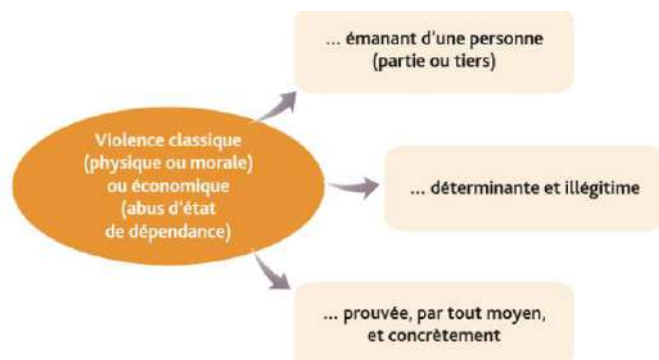 ... émanant d'une personne
(partie ou tiers)
Violence classique
(physique ou morale)
ou économique
(abus d'état
de dépendance)
... déterminante et illégitime
... prouvée, par tout moyen,
et concrètement